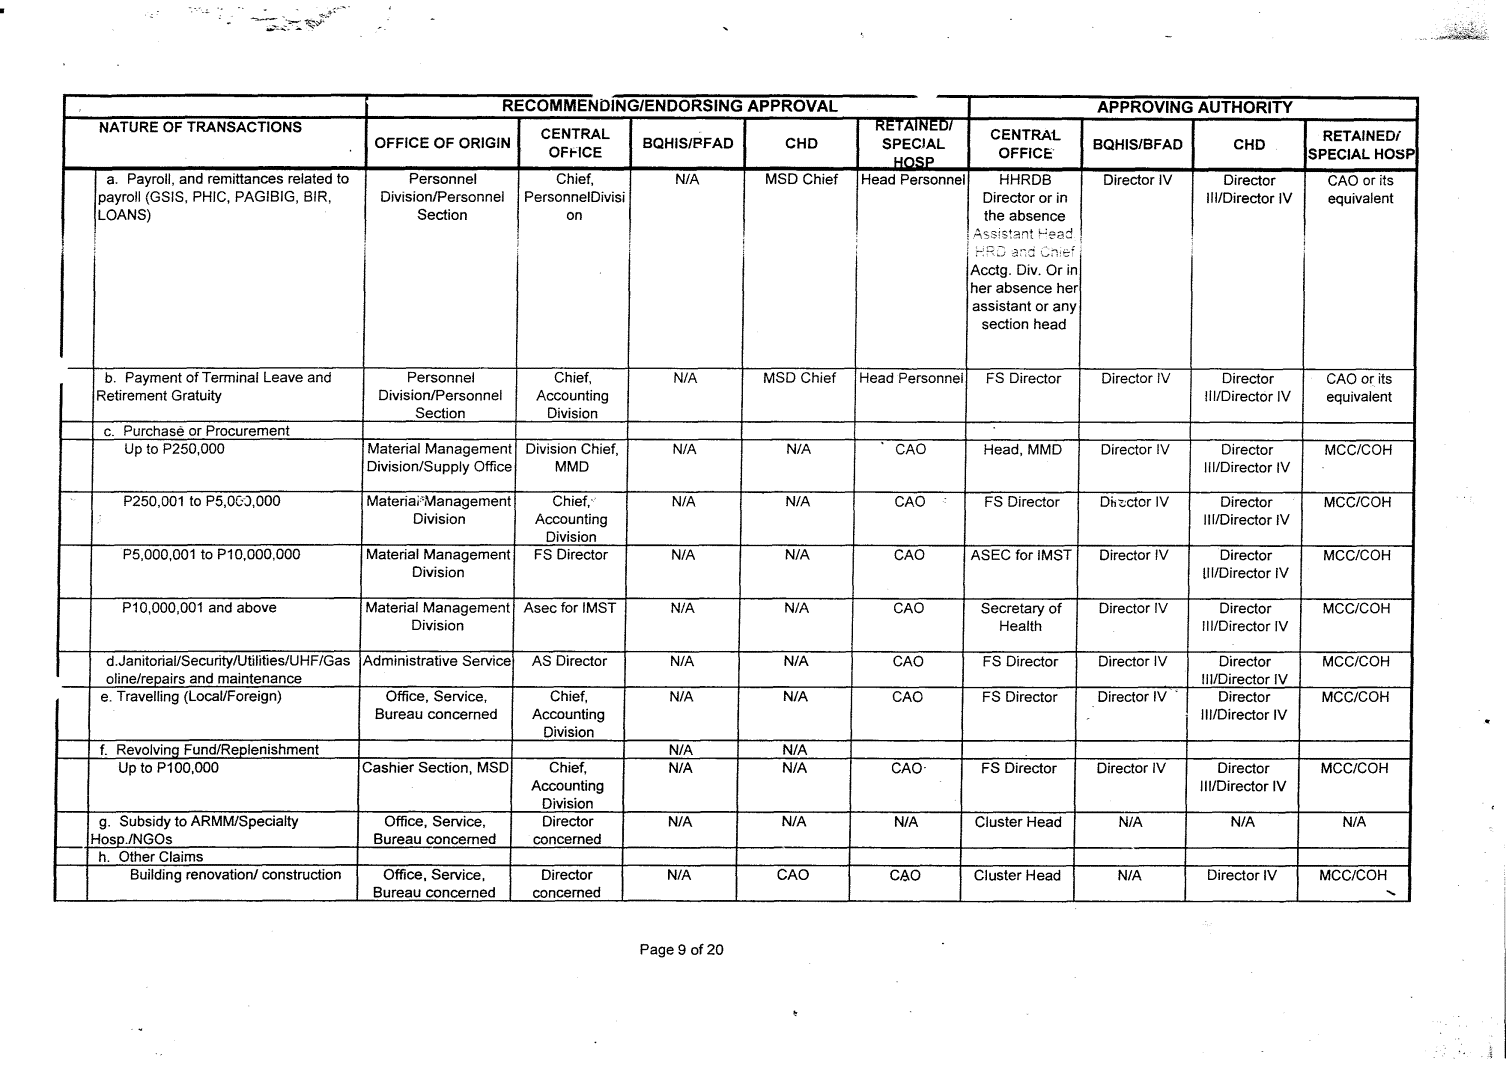 RECOMMENDING/ENDORSING APPROVAL
APPROVING AUTHORITY
NATURE OF TRANSACTIONS
OFFICE OF ORIGIN
CENTRAL
OFFICE
BQHIS/BFAD
CHD
RETAINED/
SPECIAL
HOSP
CENTRAL
OFFICE
BQHIS/BFAD
CHD
RETAINED/
SPECIAL HOSP
a. Payroll, and remittances related to
payroll (GSIS, PHIC, PAGIBIG, BIR,
LOANS)
Personnel
Division/Personnel
Section
Chief,
PersonnelDivisi
on
N/A
MSD Chief
Head Personnel
HHRDB
Director or in
the absence
Assistant Head
HRD and Chief
Acctg. Div. Or in
her absence her
assistant or any
section head
Director IV
Director
III/Director IV
CAO or its
equivalent
b. Payment of Terminal Leave and
Retirement Gratuity
Personnel
Division/Personnel
Section
Chief,
Accounting
Division
N/A
MSD Chief
Head Personnel
FS Director
Director IV
Director
III/Director IV
CAO or its
equivalent
c. Purchase or Procurement
Up to P250,000
Material Management
Division/Supply Office
Division Chief,
MMD
N/A
N/A
CAO
Head, MMD
Director IV
Director
III/Director IV
MCC/COH
P250,001 to P5,000,000
Material Management
Division
Chief,
Accounting
Division
N/A
N/A
CAO
FS Director
Director IV
Director
III/Director IV
MCC/COH
P5,000,001 to P10,000,000
Material Management
Division
FS Director
N/A
N/A
CAO
ASEC for IMST
Director IV
Director
III/Director IV
MCC/COH
P10,000,001 and above
Material Management
Division
Asec for IMST
N/A
N/A
CAO
Secretary of
Health
Director IV
Director
III/Director IV
MCC/COH
d.Janitorial/Security/Utilities/UHF/Gas
oline/repairs and maintenance
Administrative Service
AS Director
N/A
N/A
CAO
FS Director
Director IV
Director
III/Director IV
MCC/COH
e. Travelling (Local/Foreign)
Office, Service,
Bureau concerned
Chief,
Accounting
Division
N/A
N/A
CAO
FS Director
Director IV
Director
III/Director IV
MCC/COH
f. Revolving Fund/Replenishment
N/A
N/A
Up to P100,000
Cashier Section, MSD
Chief,
Accounting
Division
N/A
N/A
CAO
FS Director
Director IV
Director
III/Director IV
MCC/COH
g. Subsidy to ARMM/Specialty
Hosp./NGOs
Office, Service,
Bureau concerned
Director
concerned
N/A
N/A
N/A
Cluster Head
N/A
N/A
N/A
h. Other Claims
Building renovation/ construction
Office, Service,
Bureau concerned
Director
concerned
N/A
CAO
CAO
Cluster Head
N/A
Director IV
MCC/COH
Page 9 of 20